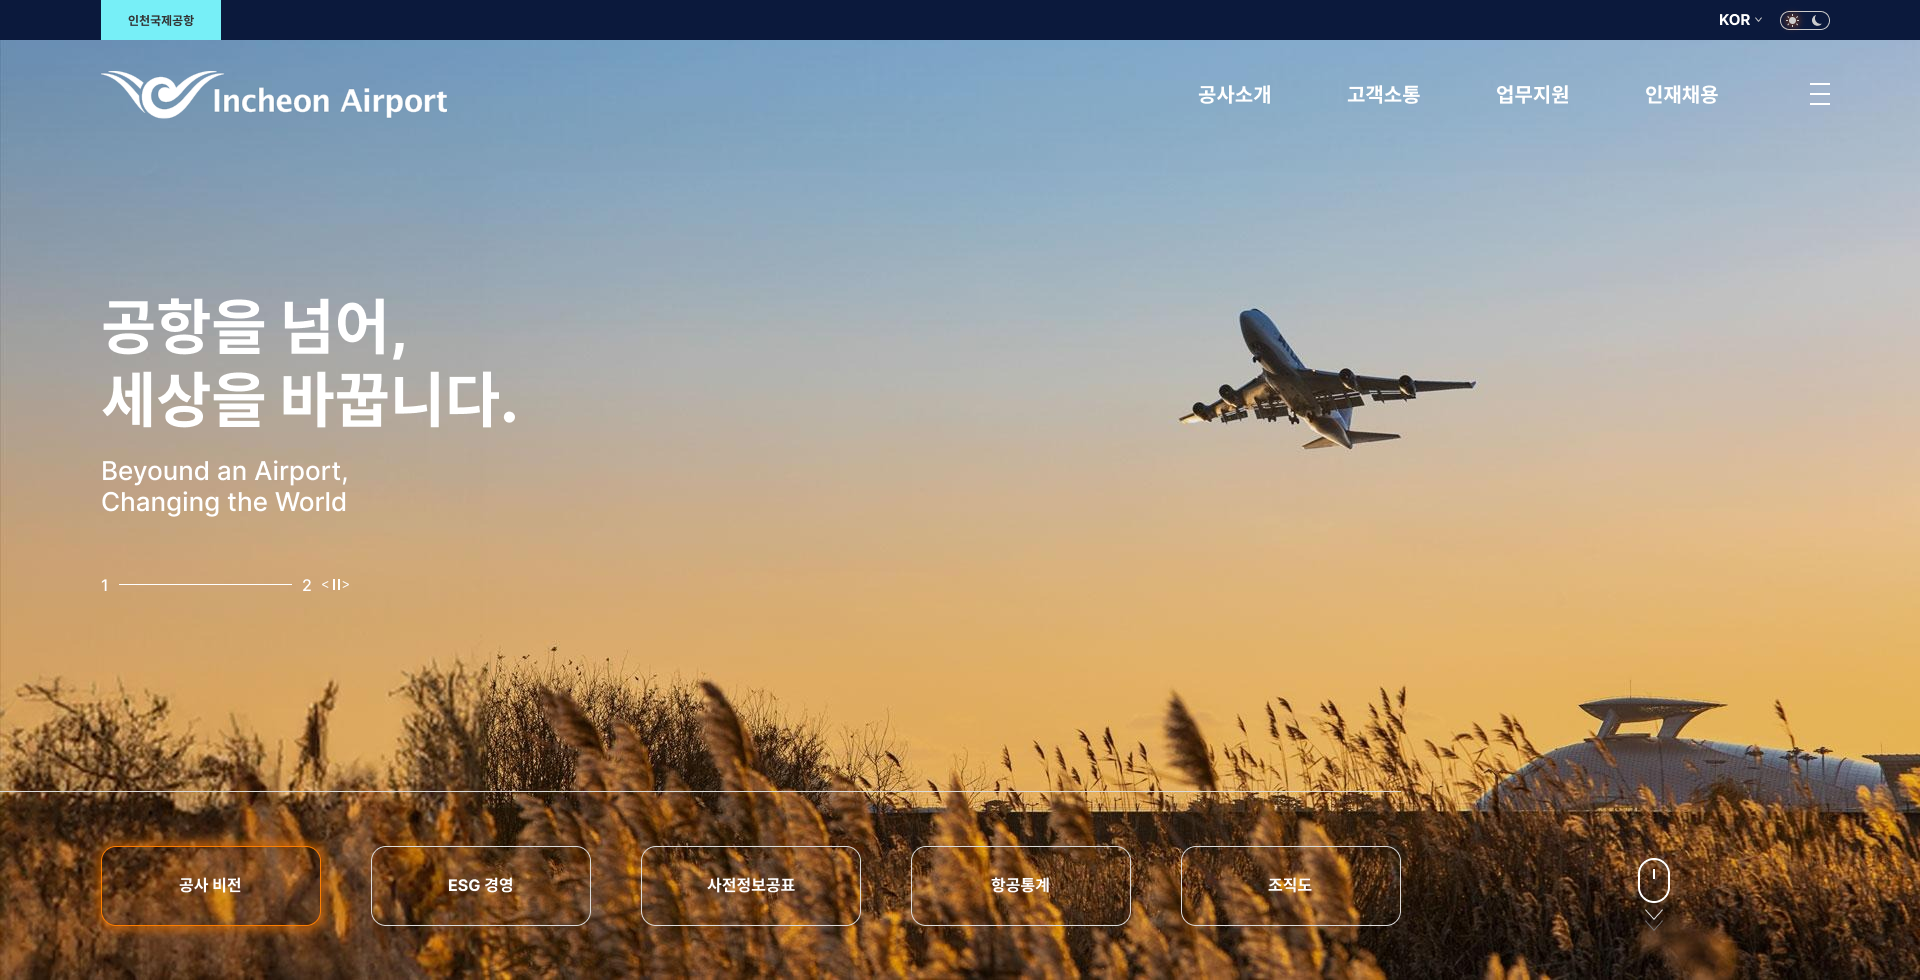 인천국제공항
KOR
Incheon Airport
공사소개
고객소통
업무지원
인재채용
공항을 넘어,
세상을 바꿉니다.
Beyound an Airport,
Changing the World
1
2
공사 비전
ESG 경영
사전정보공표
항공통계
조직도